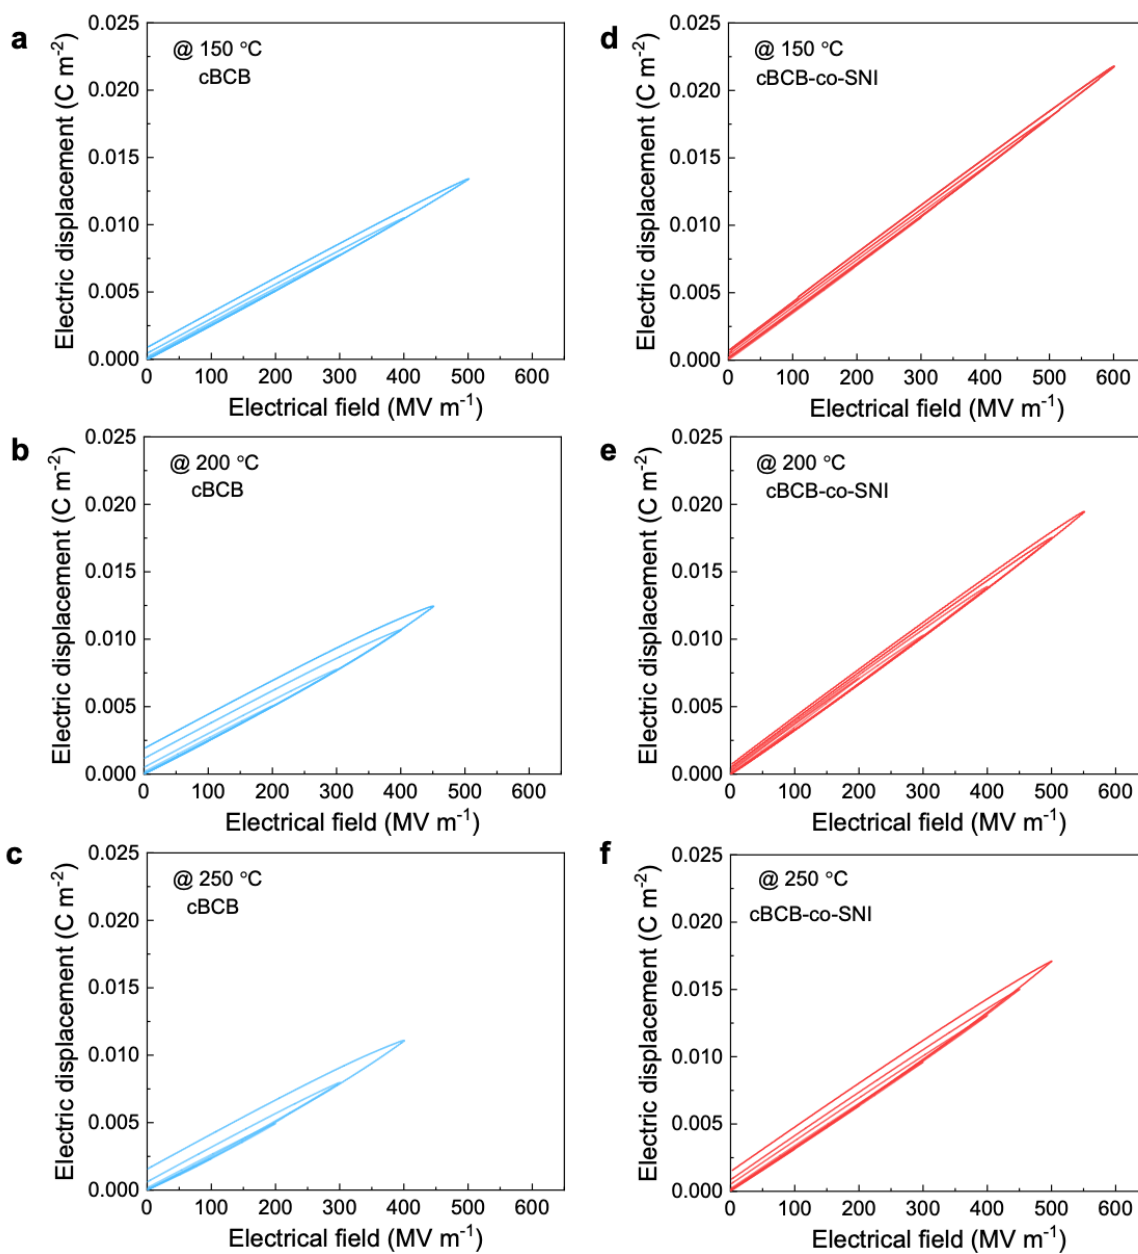 a
@ 150 °C
cBCB
Electric displacement (C m-2)
0.025
0.020
0.015
0.010
0.005
0.000
0 100 200 300 400 500 600
Electrical field (MV m-1)
d
@ 150 °C
cBCB-co-SNI
Electric displacement (C m-2)
0.025
0.020
0.015
0.010
0.005
0.000
0 100 200 300 400 500 600
Electrical field (MV m-1)
b
@ 200 °C
cBCB
Electric displacement (C m-2)
0.025
0.020
0.015
0.010
0.005
0.000
0 100 200 300 400 500 600
Electrical field (MV m-1)
e
@ 200 °C
cBCB-co-SNI
Electric displacement (C m-2)
0.025
0.020
0.015
0.010
0.005
0.000
0 100 200 300 400 500 600
Electrical field (MV m-1)
c
@ 250 °C
cBCB
Electric displacement (C m-2)
0.025
0.020
0.015
0.010
0.005
0.000
0 100 200 300 400 500 600
Electrical field (MV m-1)
f
@ 250 °C
cBCB-co-SNI
Electric displacement (C m-2)
0.025
0.020
0.015
0.010
0.005
0.000
0 100 200 300 400 500 600
Electrical field (MV m-1)